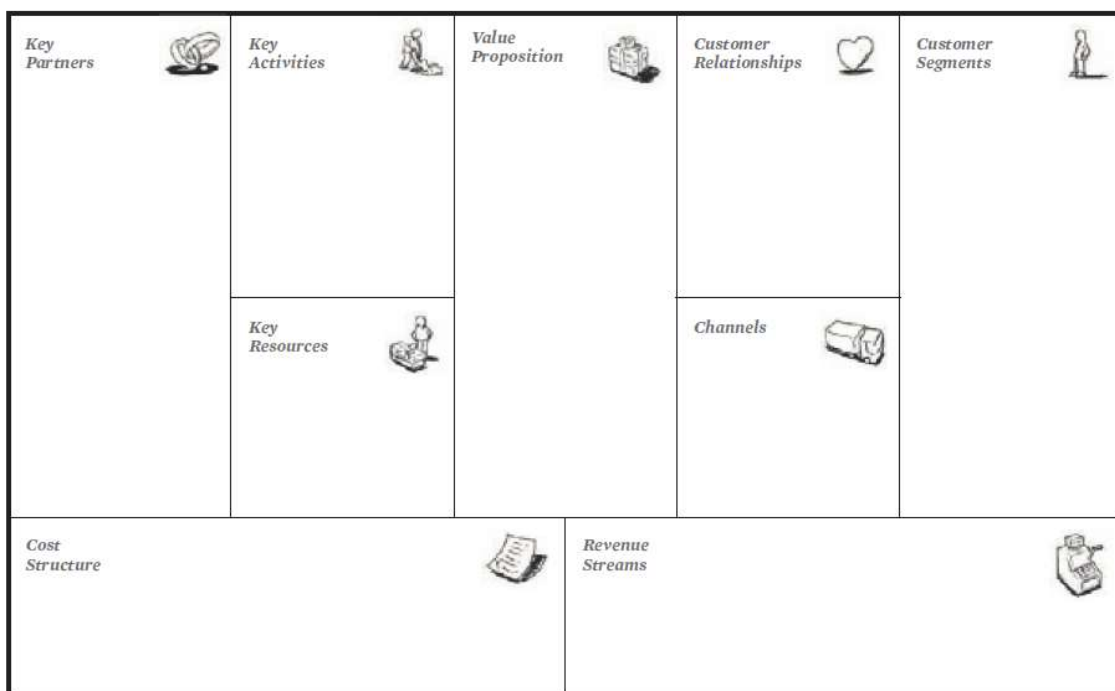 Key
Partners
Key
Activities
Value
Proposition
Customer
Relationships
Customer
Segments
Key
Resources
Channels
Cost
Structure
Revenue
Streams